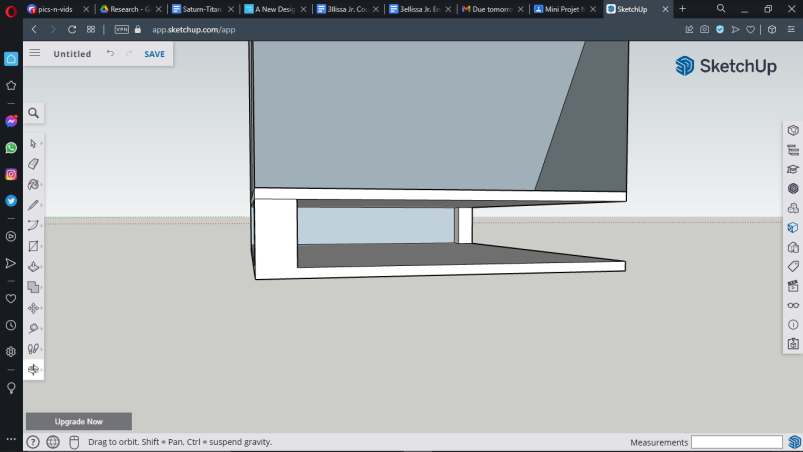 pics-n-vids
Research - G
Saturn-Titan
A New Desig
3llissa Jr. Co
3ellissa Jr. En
Due tomorro
Mini Projet N
SketchUp
VPN
app.sketchup.com/app
Untitled
SAVE
SketchUp
Upgrade Now
Drag to orbit. Shift = Pan, Ctrl = suspend gravity.
Measurements